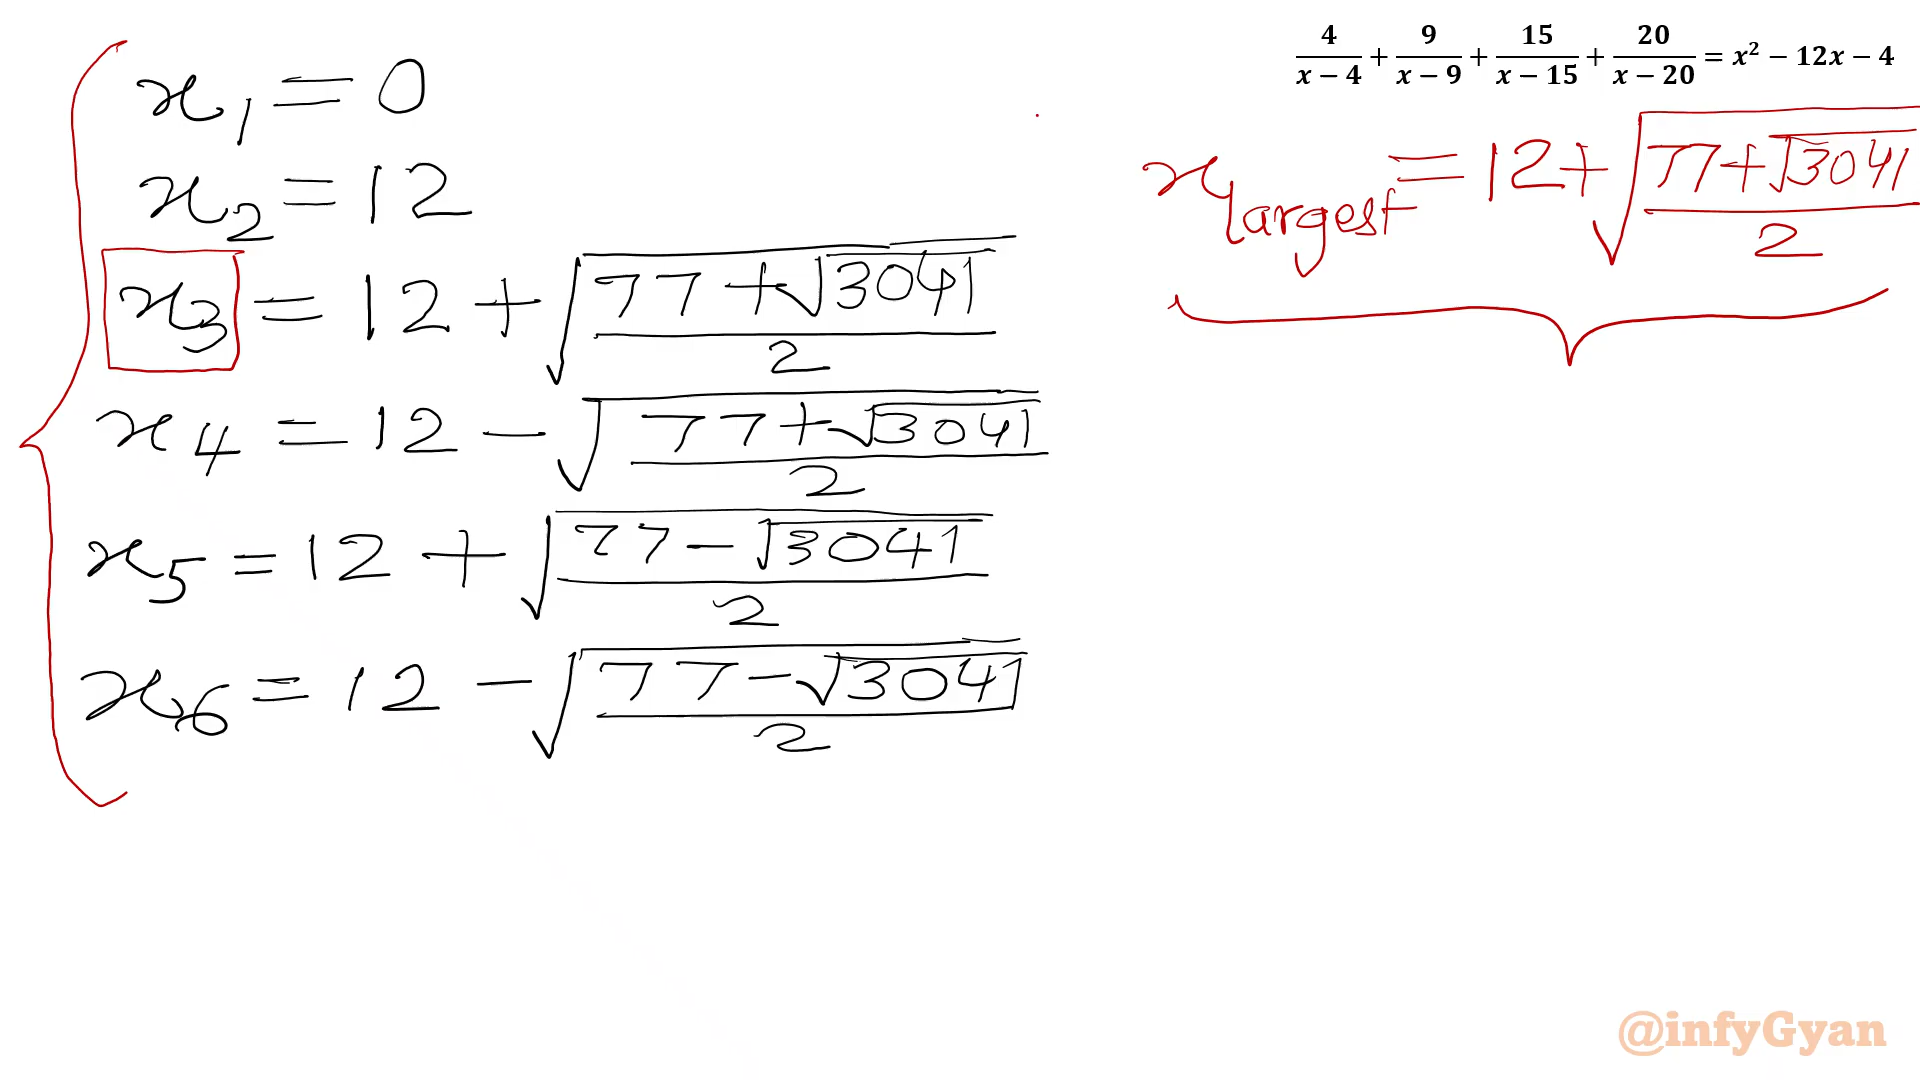 4/(x − 4) + 9/(x − 9) + 15/(x − 15) + 20/(x − 20) = x² − 12x − 4
x₁ = 0
x₂ = 12
x₃ = 12 + √((77 + √3041)/2)
x₄ = 12 − √((77 + √3041)/2)
x₅ = 12 + √((77 − √3041)/2)
x₆ = 12 − √((77 − √3041)/2)
x largest = 12 + √((77 + √3041)/2)
@infyGyan